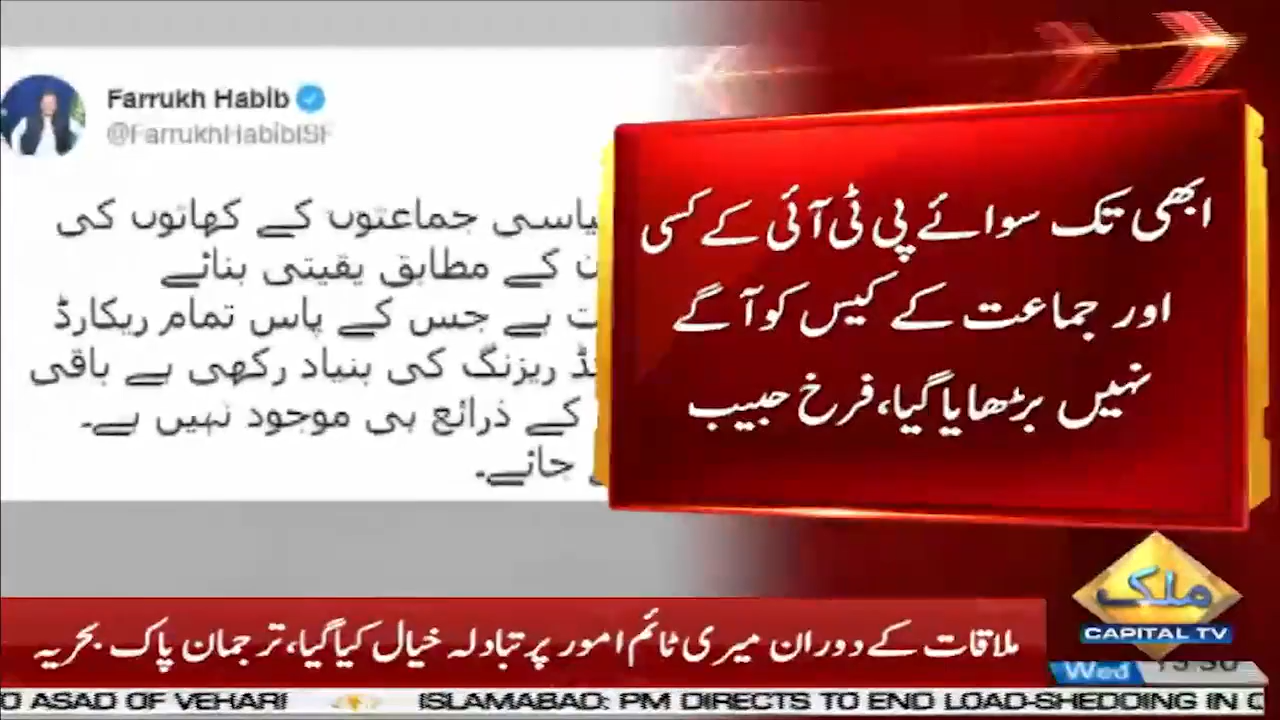 Farrukh Habib
@FarrukhHabibISF
جماعتوں کے کھاتوں کی
کے مطابق یقینی بنائے
ہے جس کے پاس تمام ریکارڈ
ریزنگ کی بنیاد رکھی ہے باقی
کے ذرائع ہی موجود نہیں ہے۔
جائے۔
ابھی تک سوائے پی ٹی آئی کے کسی
اور جماعت کے کیس کو آگے
نہیں بڑھایا گیا، فرخ حبیب
ملک
CAPITAL TV
ملاقات کے دوران میری ٹائم امور پر تبادلہ خیال کیا گیا، ترجمان پاک بحریہ
Wed
ASAD OF VEHARI ISLAMABAD: PM DIRECTS TO END LOAD-SHEDDING IN